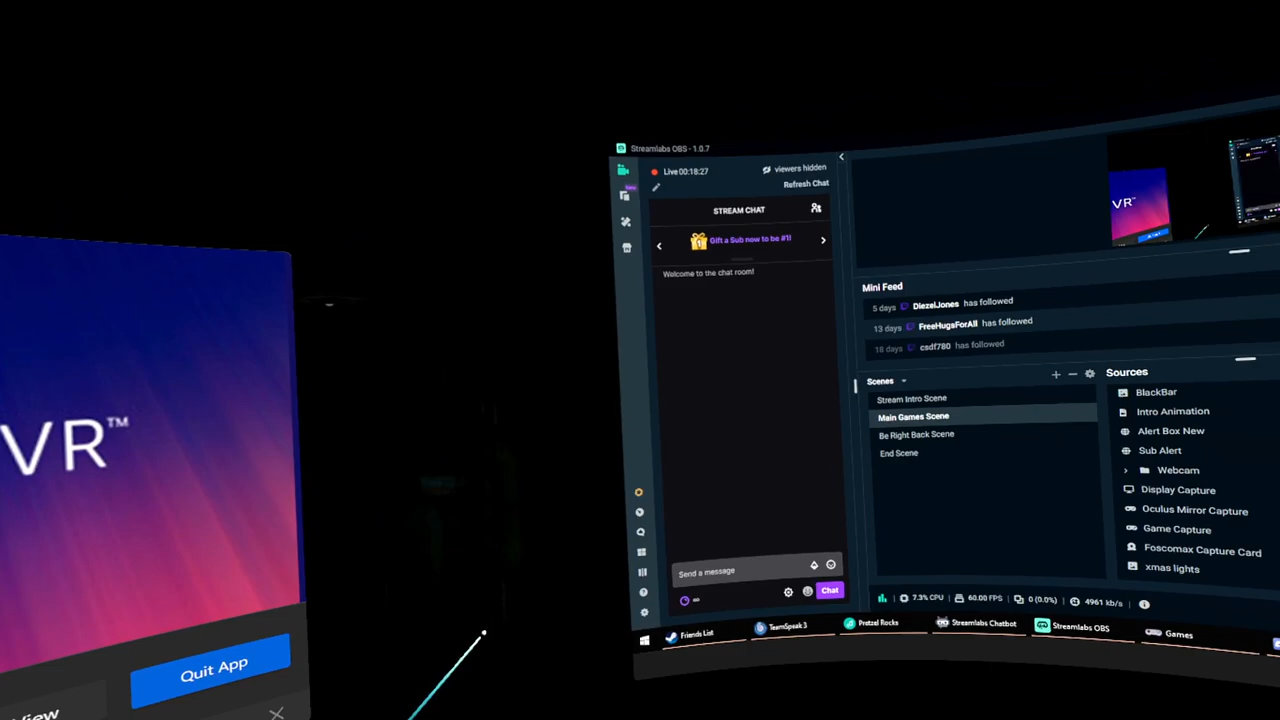 VR™
Quit App
View
Streamlabs OBS - 1.0.7
Live 00:18:27
viewers hidden
Refresh Chat
New
STREAM CHAT
Gift a Sub now to be #1!
Welcome to the chat room!
Send a message
∞
Chat
VR™
Mini Feed
5 days DiezelJones has followed
13 days FreeHugsForAll has followed
18 days csdf780 has followed
Scenes
Stream Intro Scene
Main Games Scene
Be Right Back Scene
End Scene
Sources
BlackBar
Intro Animation
Alert Box New
Sub Alert
Webcam
Display Capture
Oculus Mirror Capture
Game Capture
Foscomax Capture Card
xmas lights
7.3% CPU
60.00 FPS
0 (0.0%)
4961 kb/s
Friends List
TeamSpeak 3
Pretzel Rocks
Streamlabs Chatbot
Streamlabs OBS
Games